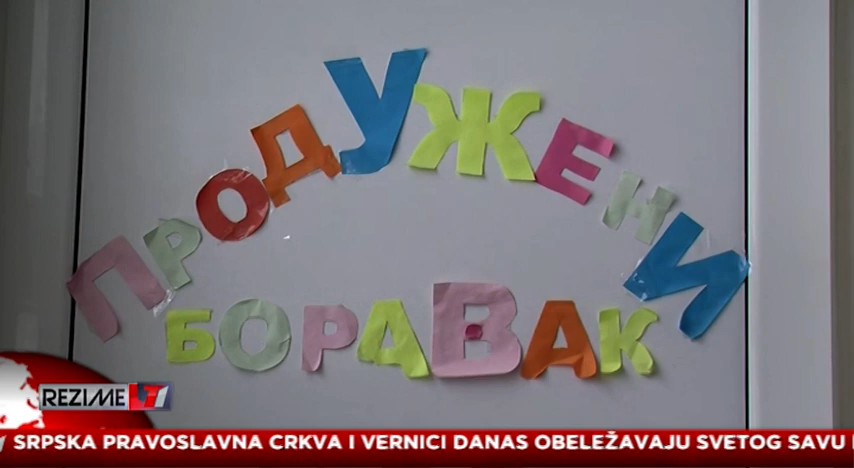 ПРОДУЖЕНИ
БОРАВАК
REZIME
SRPSKA PRAVOSLAVNA CRKVA I VERNICI DANAS OBELEŽAVAJU SVETOG SAVU